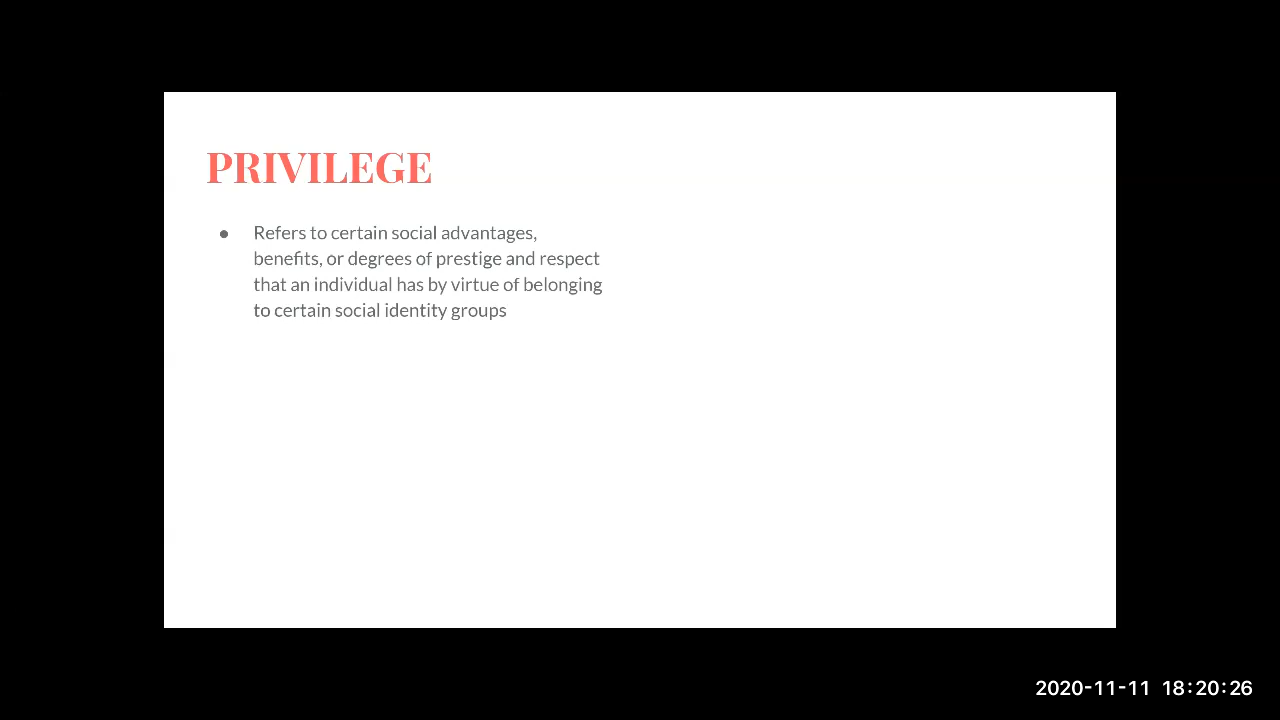 PRIVILEGE
● Refers to certain social advantages,
benefits, or degrees of prestige and respect
that an individual has by virtue of belonging
to certain social identity groups
2020-11-11 18:20:26